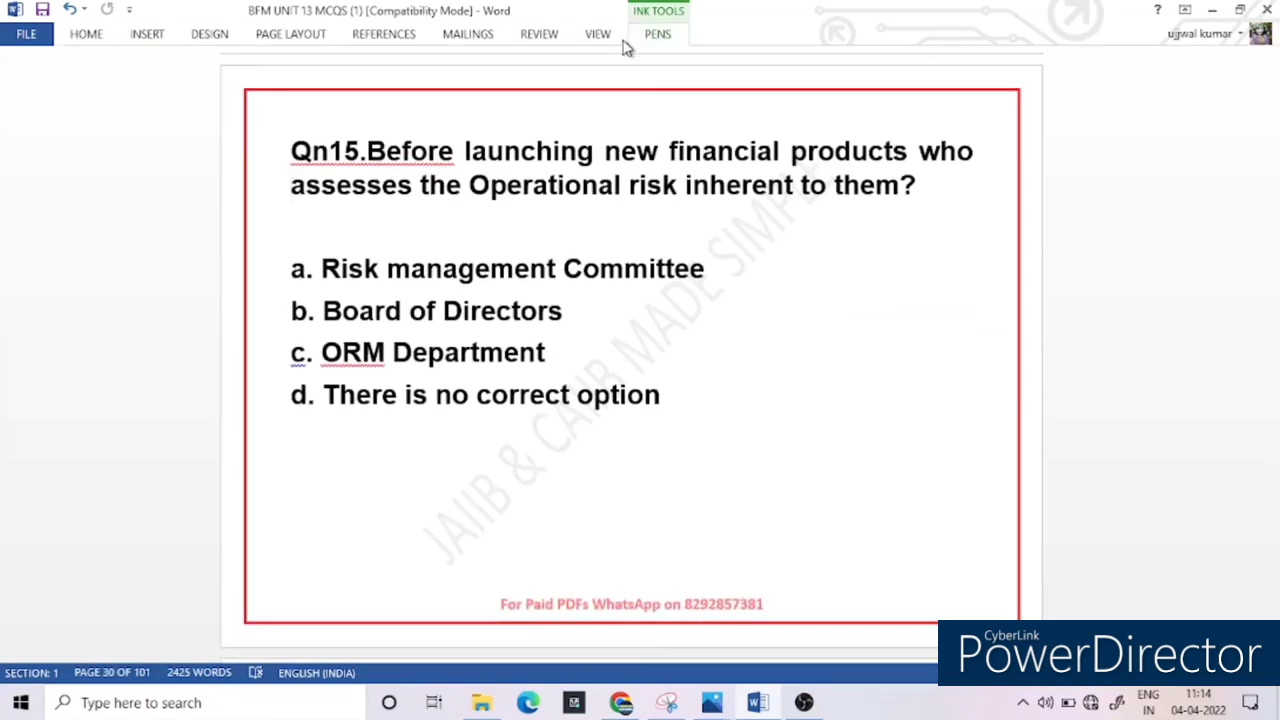 BFM UNIT 13 MCQS (1) [Compatibility Mode] - Word
INK TOOLS
?
FILE HOME INSERT DESIGN PAGE LAYOUT REFERENCES MAILINGS REVIEW VIEW PENS
ujjwal kumar
Qn15.Before launching new financial products who
assesses the Operational risk inherent to them?
a. Risk management Committee
b. Board of Directors
c. ORM Department
d. There is no correct option
JAIIB & CAIIB MADE SIMPLE
For Paid PDFs WhatsApp on 8292857381
CyberLink
PowerDirector
SECTION: 1 PAGE 30 OF 101 2425 WORDS ENGLISH (INDIA)
Type here to search
ENG
IN
11:14
04-04-2022